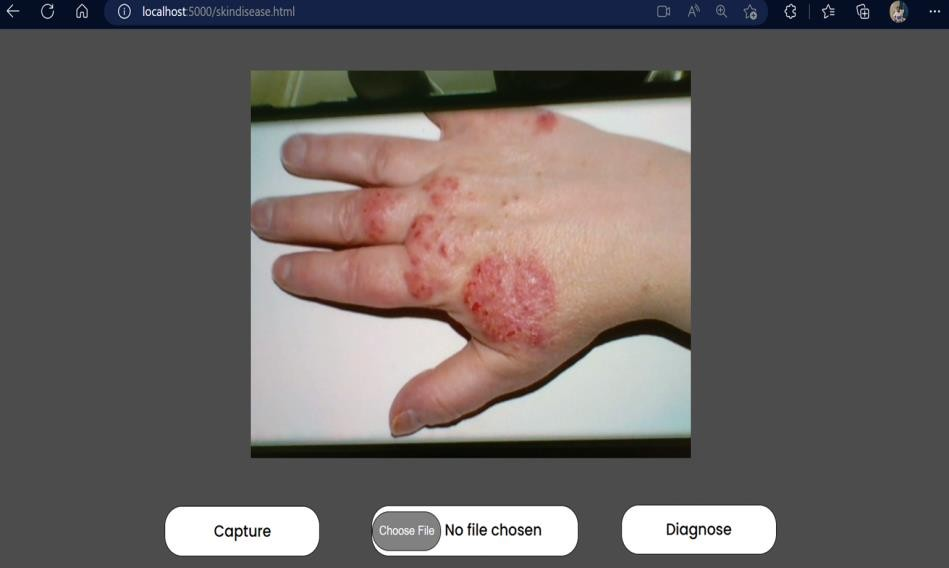 localhost:5000/skindisease.html
Capture
Choose File No file chosen
Diagnose